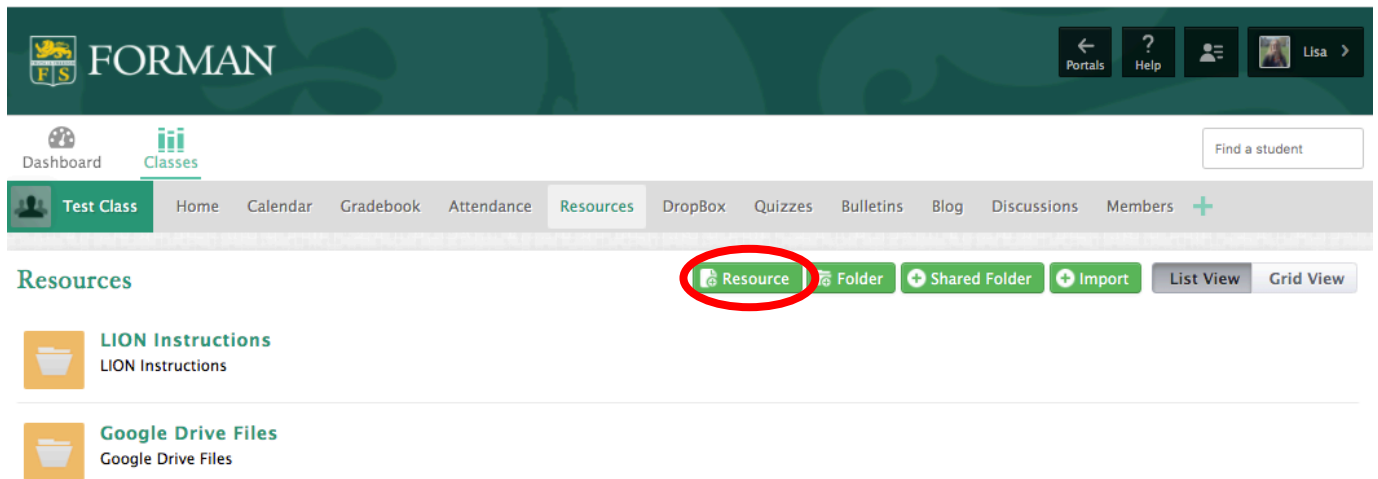 F S FORMAN
Portals
? Help
Lisa
Dashboard
Classes
Find a student
Test Class Home Calendar Gradebook Attendance Resources DropBox Quizzes Bulletins Blog Discussions Members
Resources
Resource Folder Shared Folder Import List View Grid View
LION Instructions
LION Instructions
Google Drive Files
Google Drive Files